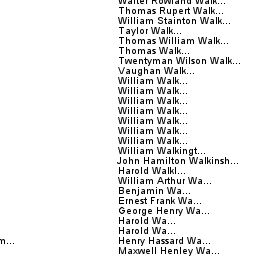 Walter Rowland Walk...
Thomas Rupert Walk...
William Stainton Walk...
Taylor Walk...
Thomas William Walk...
Thomas Walk...
Twentyman Wilson Walk...
Vaughan Walk...
William Walk...
William Walk...
William Walk...
William Walk...
William Walk...
William Walk...
William Walk...
William Walkingt...
John Hamilton Walkinsh...
Harold Walkl...
William Arthur Wa...
Benjamin Wa...
Ernest Frank Wa...
George Henry Wa...
Harold Wa...
Harold Wa...
m...
Henry Hassard Wa...
Maxwell Henley Wa...